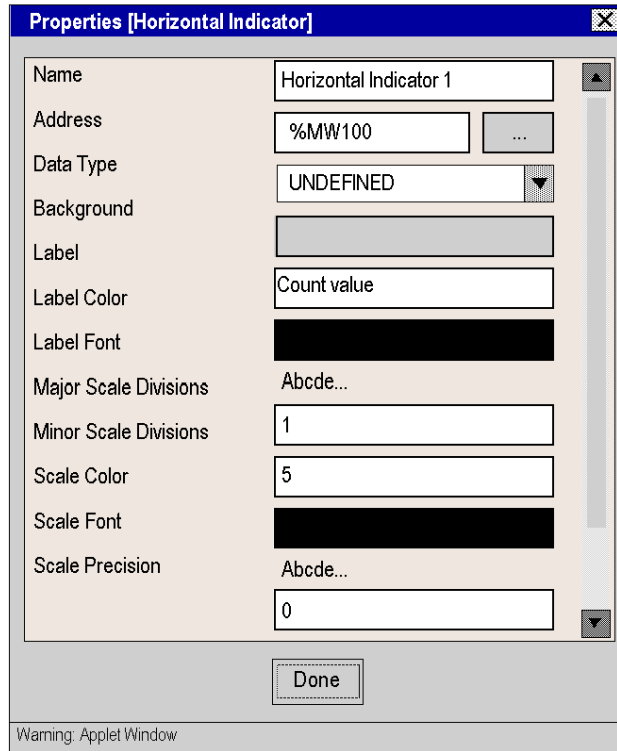 Properties [Horizontal Indicator]
Name
Horizontal Indicator 1
Address
%MW100
...
Data Type
UNDEFINED
Background
Label
Count value
Label Color
Label Font
Abcde...
Major Scale Divisions
1
Minor Scale Divisions
5
Scale Color
Scale Font
Abcde...
Scale Precision
0
Done
Warning: Applet Window